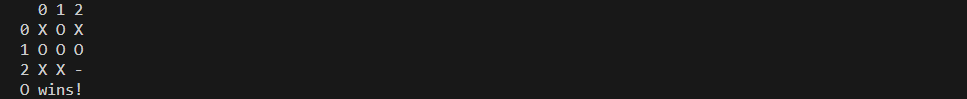 0 1 2
0 X O X
1 O O O
2 X X -
O wins!